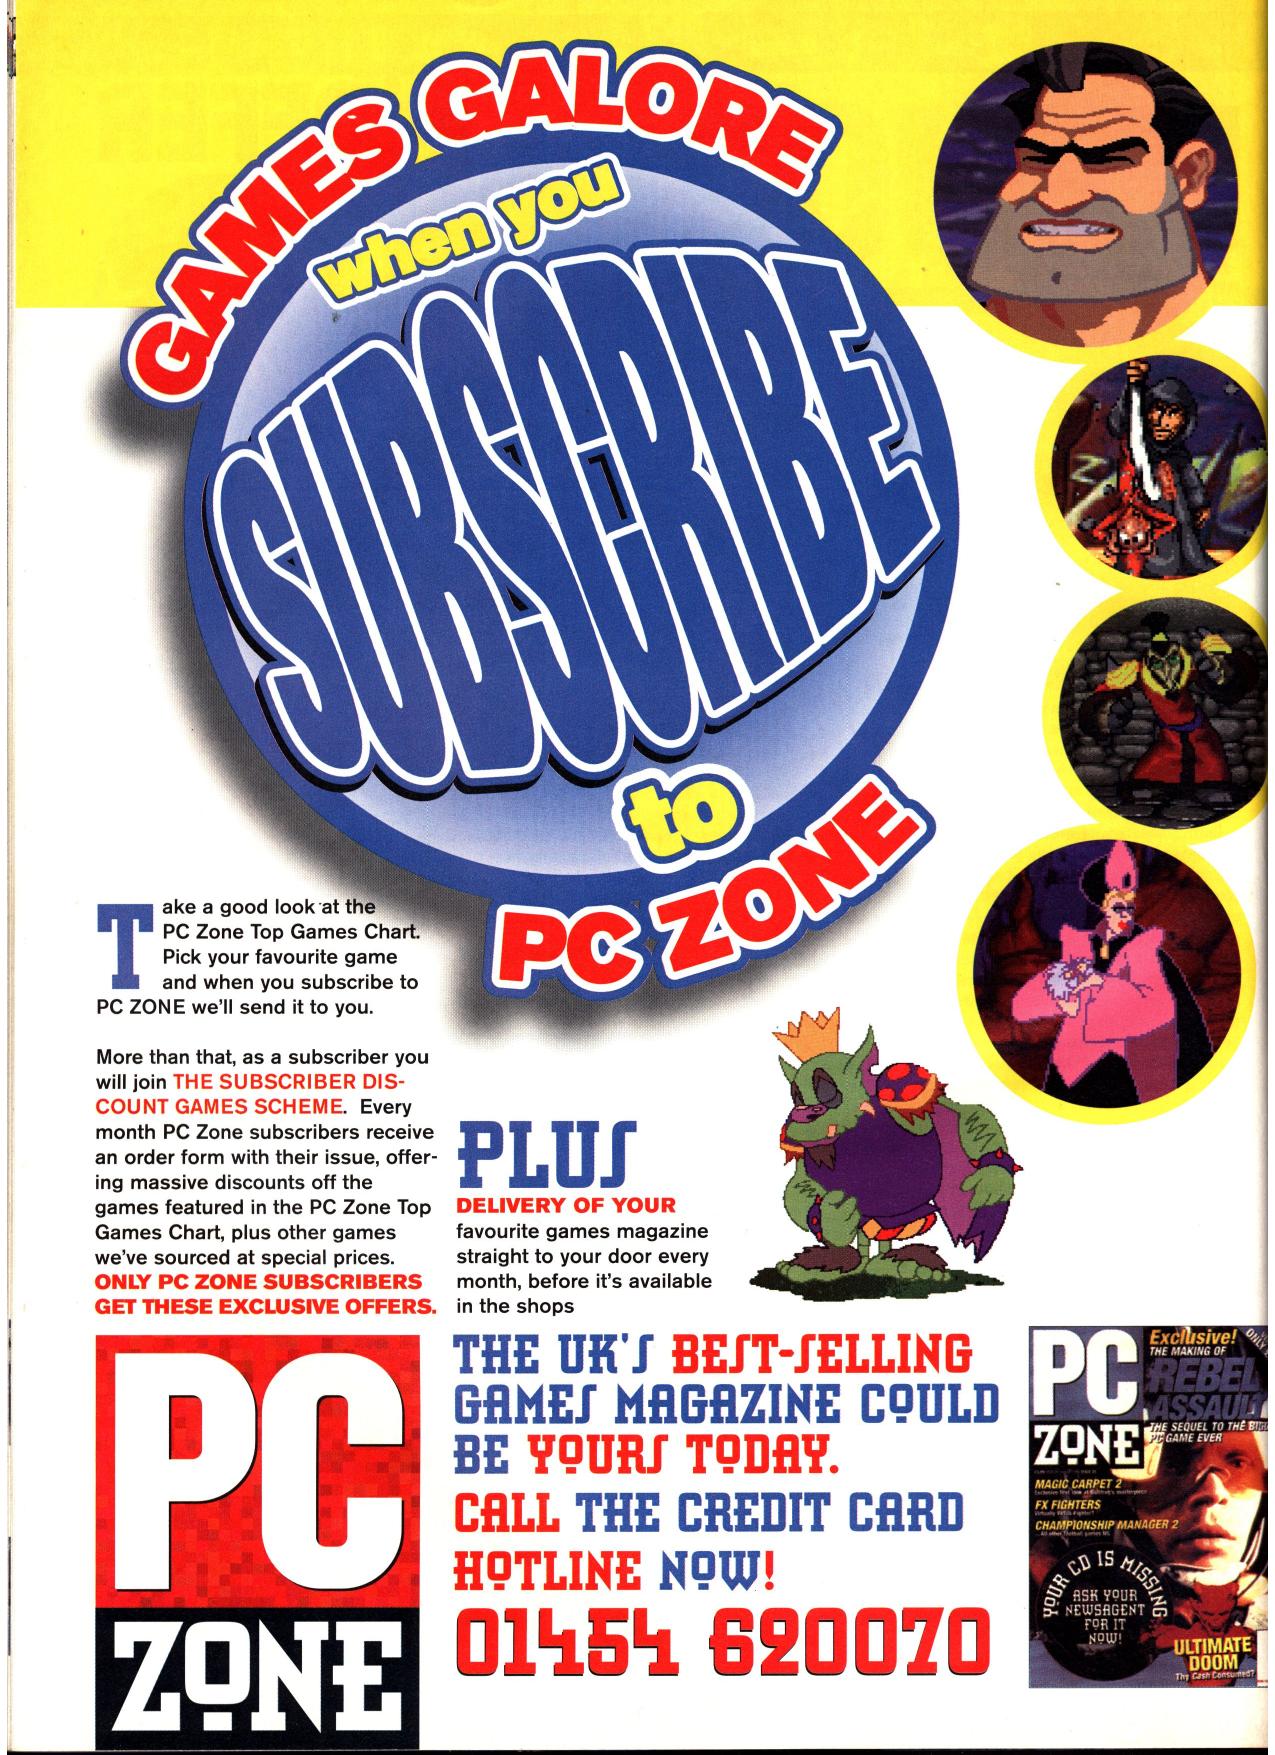 GAMES GALORE
when you
SUBSCRIBE
to
PC ZONE
Take a good look at the
PC Zone Top Games Chart.
Pick your favourite game
and when you subscribe to
PC ZONE we'll send it to you.
More than that, as a subscriber you
will join THE SUBSCRIBER DIS-
COUNT GAMES SCHEME. Every
month PC Zone subscribers receive
an order form with their issue, offer-
ing massive discounts off the
games featured in the PC Zone Top
Games Chart, plus other games
we've sourced at special prices.
ONLY PC ZONE SUBSCRIBERS
GET THESE EXCLUSIVE OFFERS.
PLUS
DELIVERY OF YOUR
favourite games magazine
straight to your door every
month, before it's available
in the shops
PC
ZONE
THE UK'S BEST-SELLING
GAMES MAGAZINE COULD
BE YOURS TODAY.
CALL THE CREDIT CARD
HOTLINE NOW!
01454 620070
PC
ZONE
Exclusive!
THE MAKING OF
REBEL
ASSAULT
THE SEQUEL TO THE
PC GAME EVER
MAGIC CARPET 2
FX FIGHTERS
CHAMPIONSHIP MANAGER 2
YOUR CD IS MISSING
ASK YOUR
NEWSAGENT
FOR IT
NOW!
ULTIMATE
DOOM
The Cash Consumed?